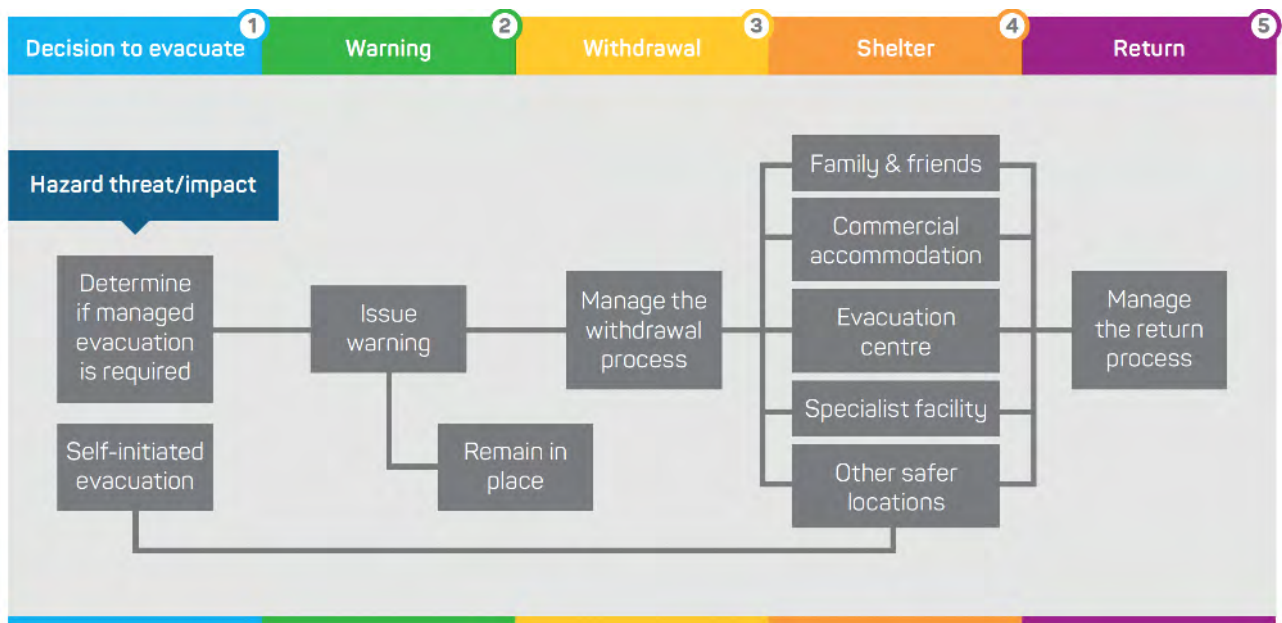 Decision to evacuate 1
Warning 2
Withdrawal 3
Shelter 4
Return 5
Hazard threat/impact
Determine
if managed
evacuation
is required
Self-initiated
evacuation
Issue
warning
Remain in
place
Manage the
withdrawal
process
Family & friends
Commercial
accommodation
Evacuation
centre
Specialist facility
Other safer
locations
Manage
the return
process